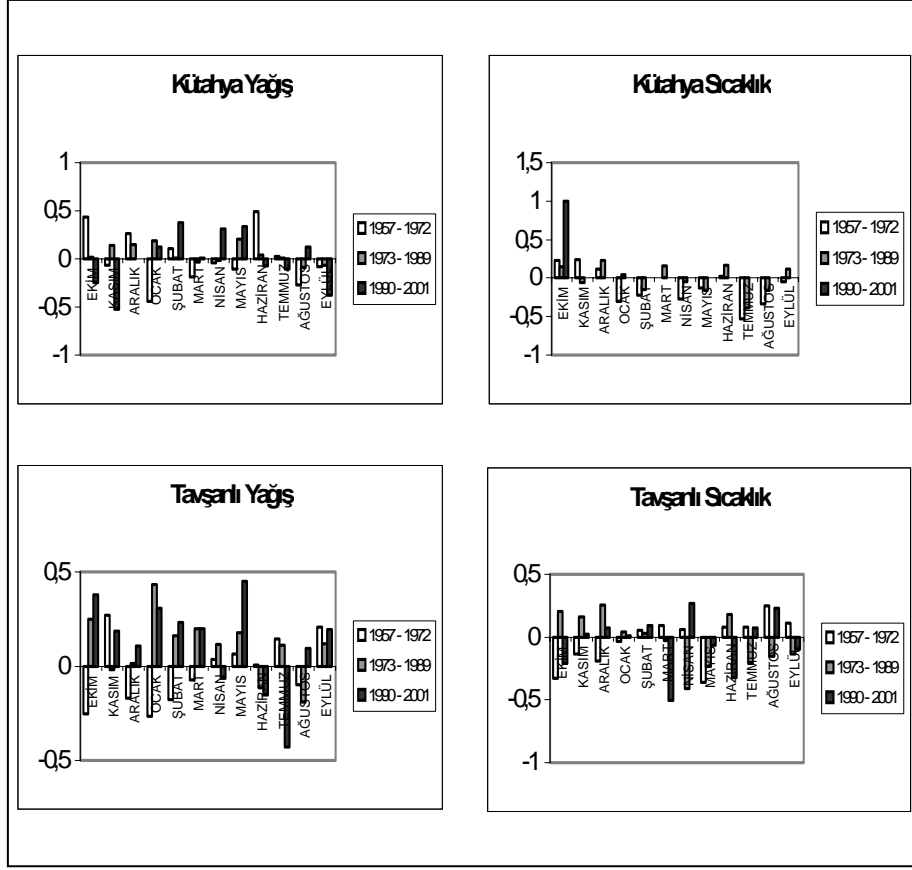 Kütahya Yağış
1
0,5
0
-0,5
-1
EKİM
KASIM
ARALIK
OCAK
ŞUBAT
MART
NİSAN
MAYIS
HAZİRAN
TEMMUZ
AĞUSTOS
EYLÜL
1957 - 1972
1973 - 1989
1990 - 2001
Kütahya Sıcaklık
1,5
1
0,5
0
-0,5
-1
EKİM
KASIM
ARALIK
OCAK
ŞUBAT
MART
NİSAN
MAYIS
HAZİRAN
TEMMUZ
AĞUSTOS
EYLÜL
1957 - 1972
1973 - 1989
1990 - 2001
Tavşanlı Yağış
0,5
0
-0,5
EKİM
KASIM
ARALIK
OCAK
ŞUBAT
MART
NİSAN
MAYIS
HAZİRAN
TEMMUZ
AĞUSTOS
EYLÜL
1957 - 1972
1973 - 1989
1990 - 2001
Tavşanlı Sıcaklık
0,5
0
-0,5
-1
EKİM
KASIM
ARALIK
OCAK
ŞUBAT
MART
NİSAN
MAYIS
HAZİRAN
TEMMUZ
AĞUSTOS
EYLÜL
1957 - 1972
1973 - 1989
1990 - 2001